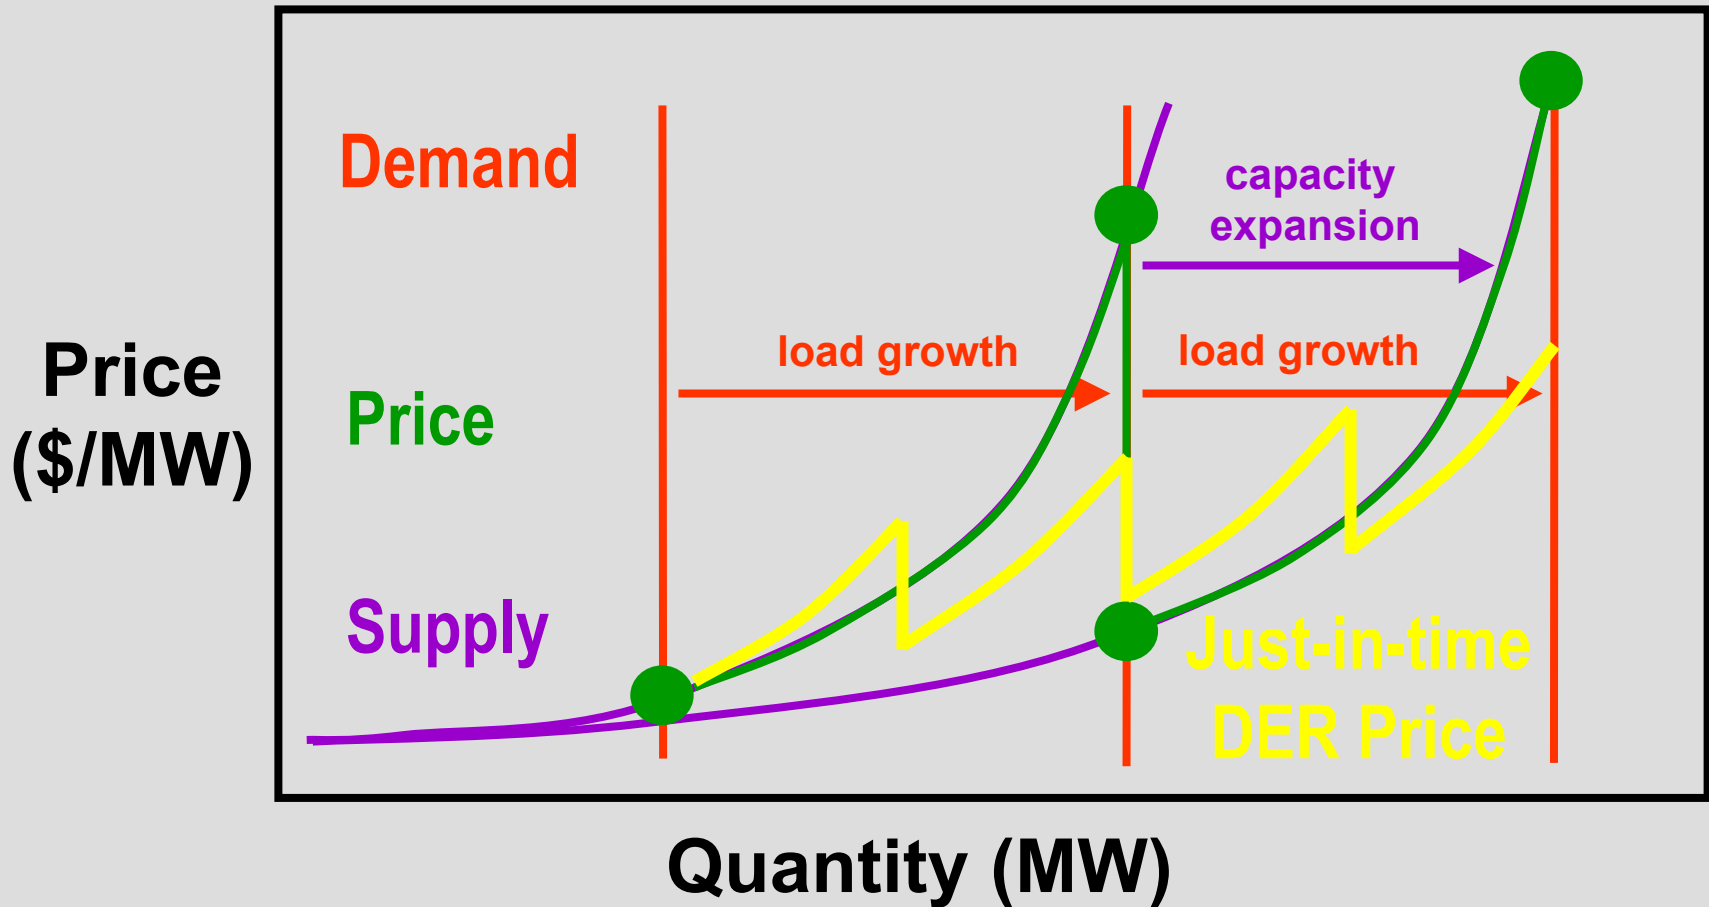 Demand
capacity
expansion
load growth
load growth
Price
($/MW)
Price
Supply
Just-in-time
DER Price
Quantity (MW)